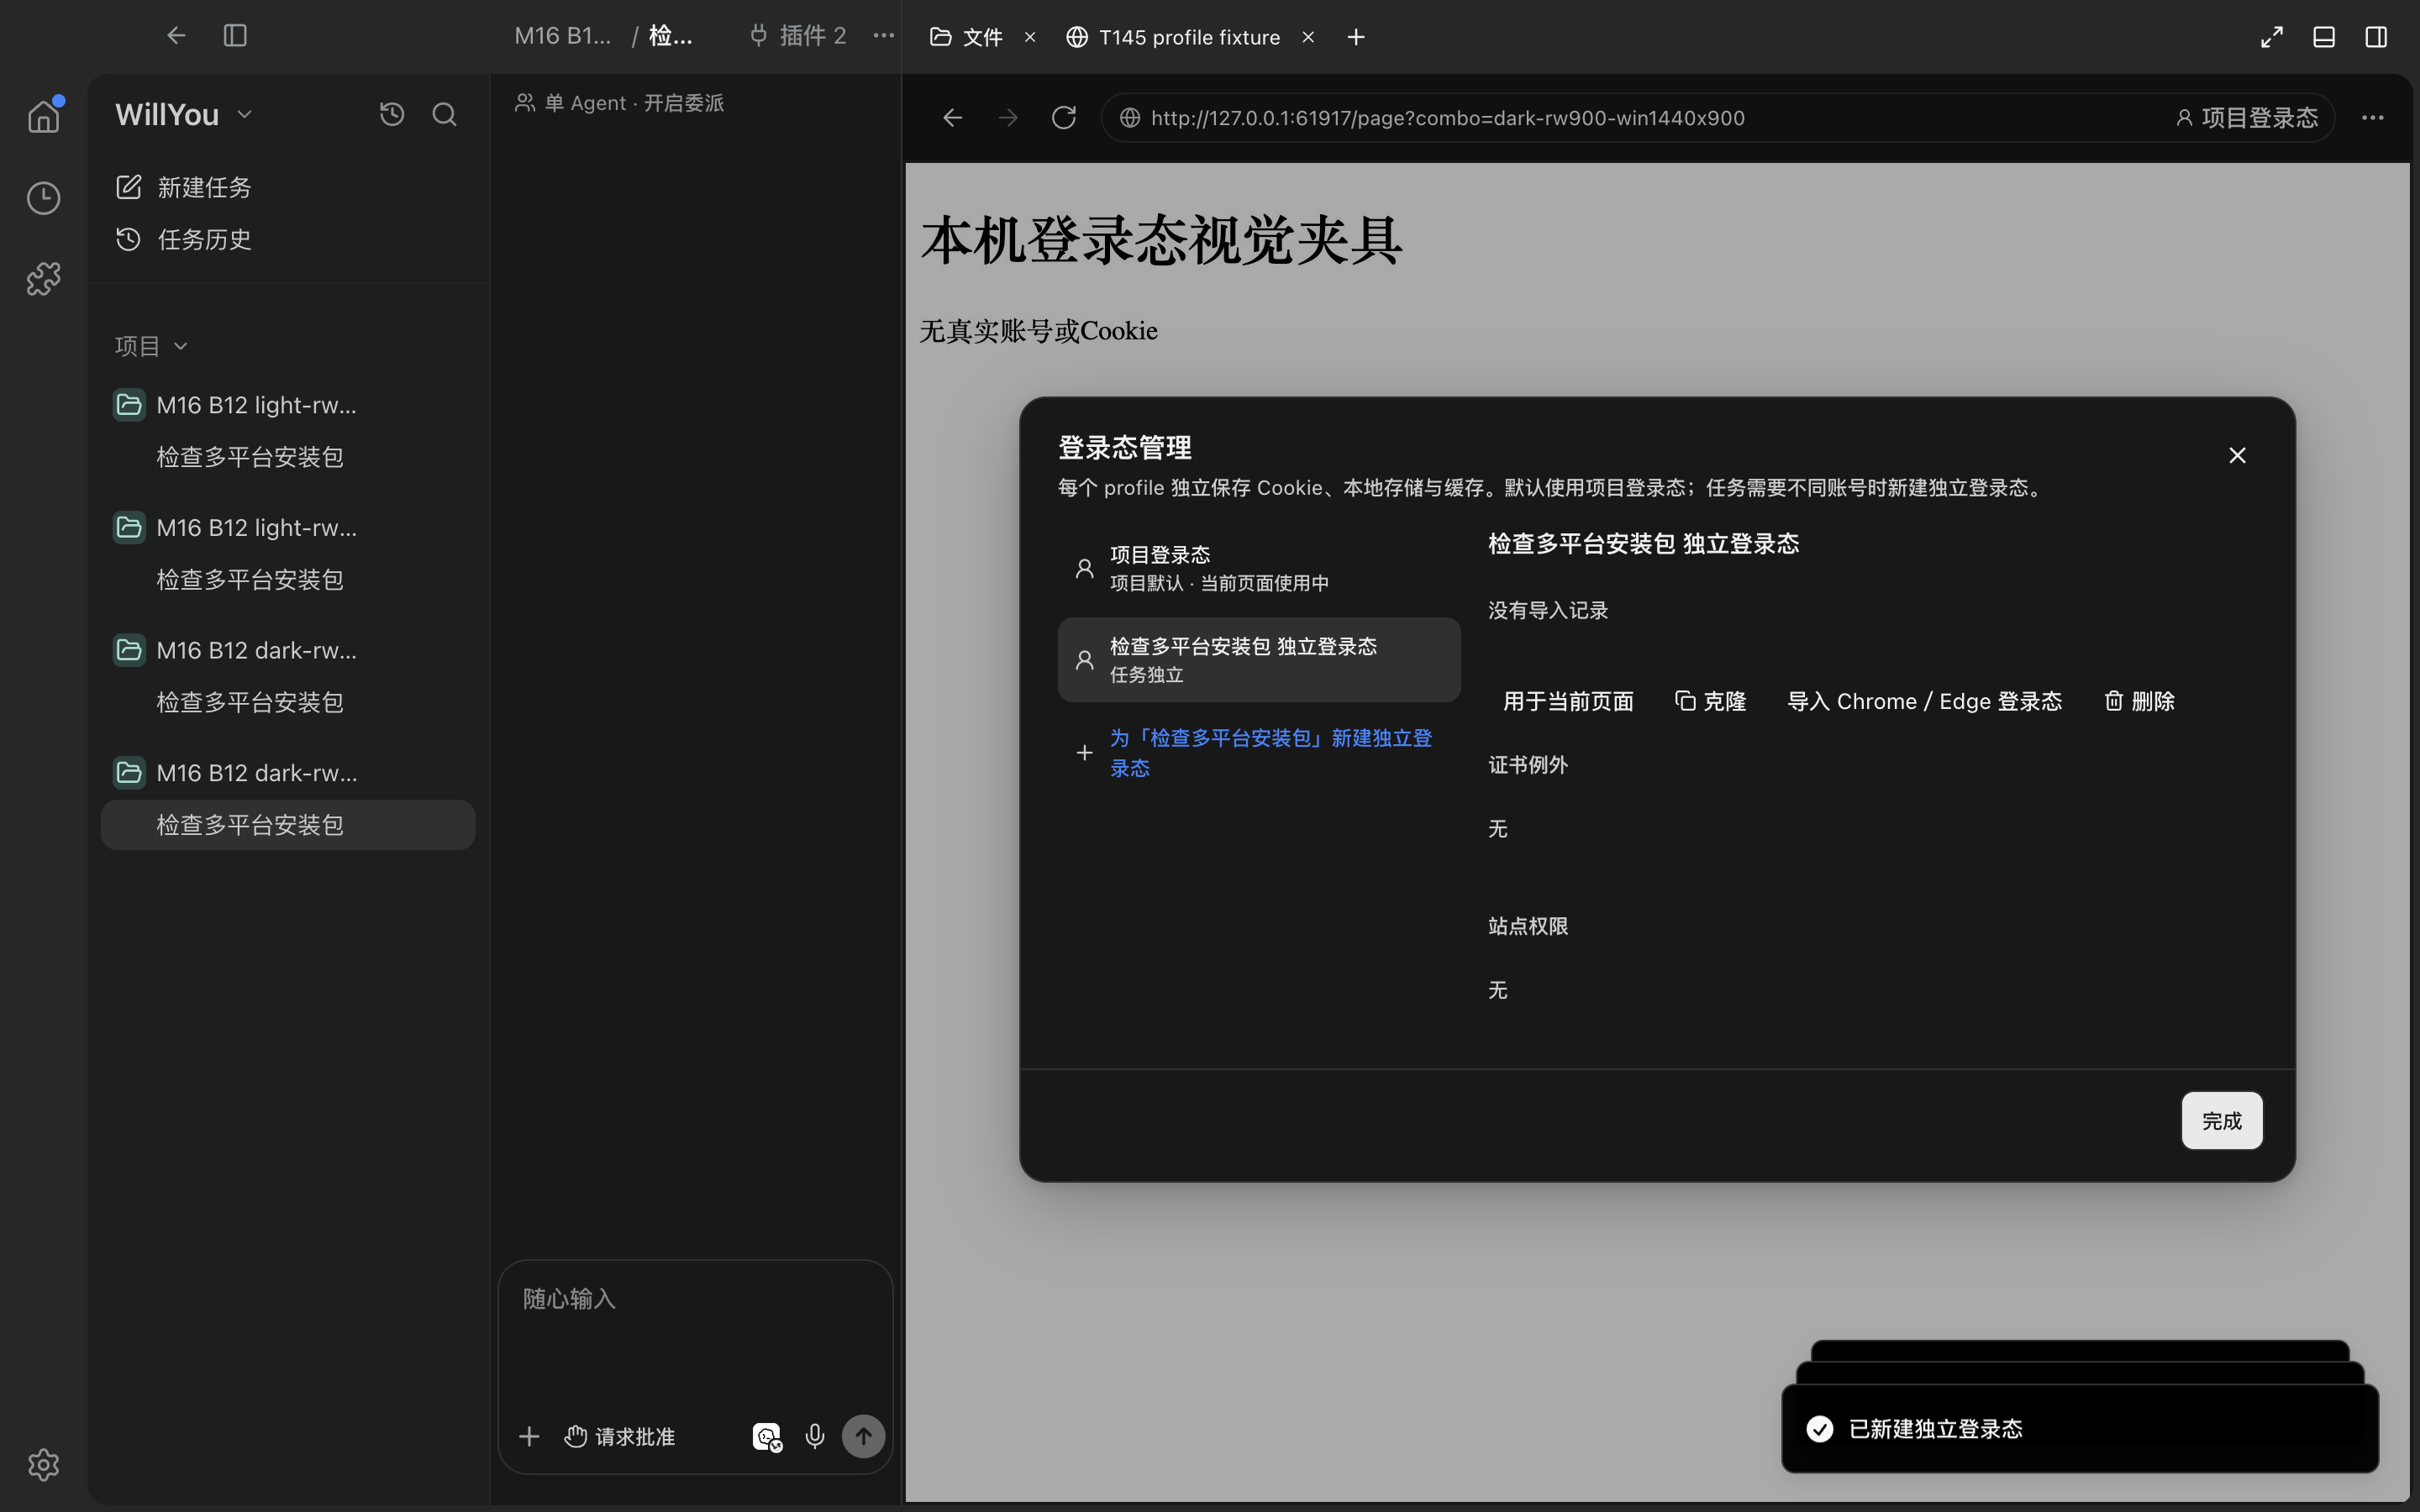 M16 B1... / 检...
插件 2
文件
T145 profile fixture
WillYou
新建任务
任务历史
项目
M16 B12 light-rw...
检查多平台安装包
M16 B12 light-rw...
检查多平台安装包
M16 B12 dark-rw...
检查多平台安装包
M16 B12 dark-rw...
检查多平台安装包
单 Agent · 开启委派
随心输入
请求批准
http://127.0.0.1:61917/page?combo=dark-rw900-win1440x900
项目登录态
本机登录态视觉夹具
无真实账号或Cookie
登录态管理
每个 profile 独立保存 Cookie、本地存储与缓存。默认使用项目登录态；任务需要不同账号时新建独立登录态。
项目登录态
项目默认 · 当前页面使用中
检查多平台安装包 独立登录态
任务独立
为「检查多平台安装包」新建独立登
录态
检查多平台安装包 独立登录态
没有导入记录
用于当前页面
克隆
导入 Chrome / Edge 登录态
删除
证书例外
无
站点权限
无
完成
已新建独立登录态